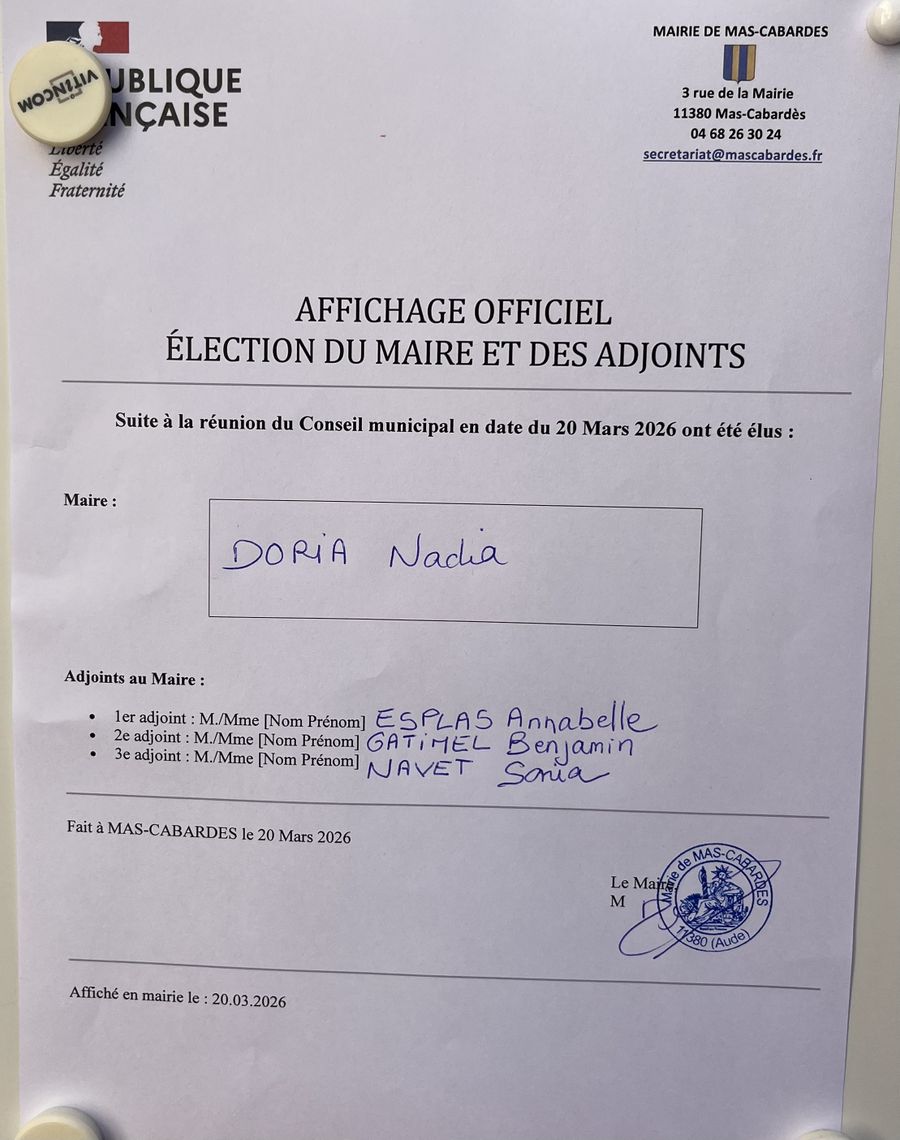 UBLIQUE
NÇAISE
Liberté
Égalité
Fraternité
VITINCOM
MAIRIE DE MAS-CABARDES
3 rue de la Mairie
11380 Mas-Cabardès
04 68 26 30 24
secretariat@mascabardes.fr
AFFICHAGE OFFICIEL
ÉLECTION DU MAIRE ET DES ADJOINTS
Suite à la réunion du Conseil municipal en date du 20 Mars 2026 ont été élus :
Maire :
DORiA Nadia
Adjoints au Maire :
• 1er adjoint : M./Mme [Nom Prénom] ESPLAS Annabelle
• 2e adjoint : M./Mme [Nom Prénom] GATiMEL Benjamin
• 3e adjoint : M./Mme [Nom Prénom] NAVET Sonia
Fait à MAS-CABARDES le 20 Mars 2026
Le Maire
M
Mairie de MAS-CABARDES
11380 (Aude)
Affiché en mairie le : 20.03.2026